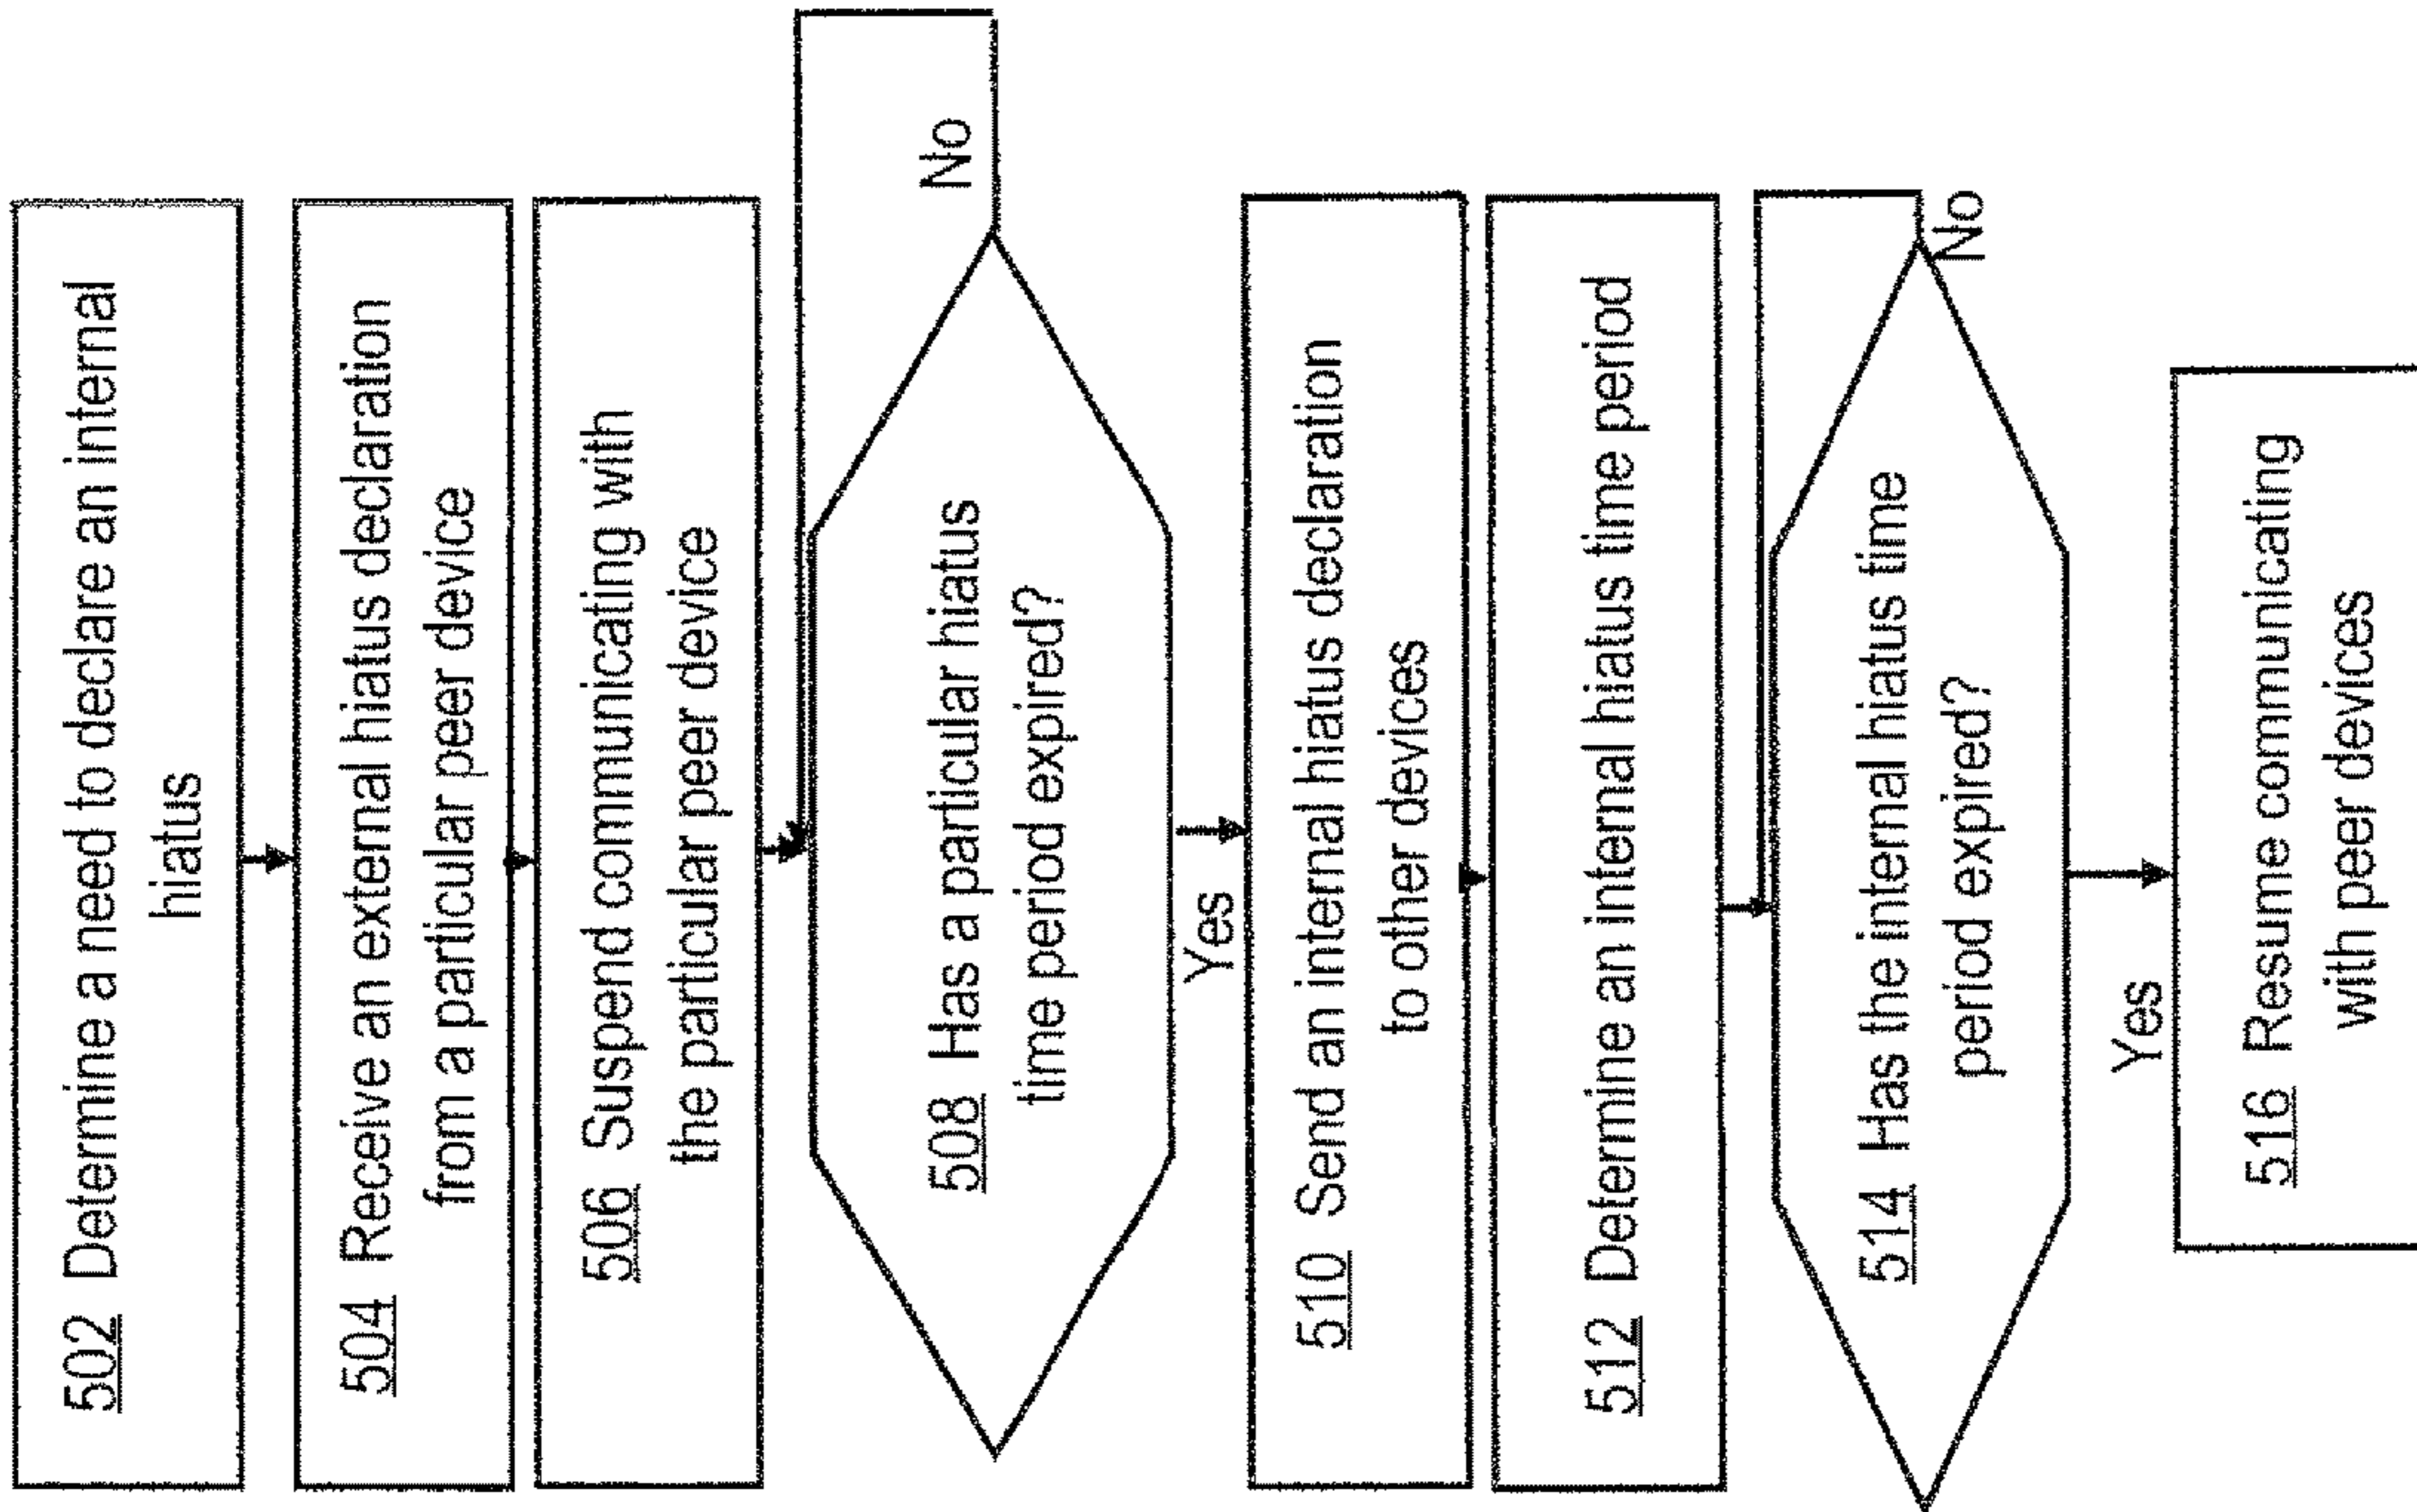 502 Determine a need to declare an internal
hiatus
504 Receive an external hiatus declaration
from a particular peer device
506 Suspend communicating with
the particular peer device
508 Has a particular hiatus
time period expired?
No
Yes
510 Send an internal hiatus declaration
to other devices
512 Determine an internal hiatus time period
514 Has the internal hiatus time
period expired?
No
Yes
516 Resume communicating
with peer devices